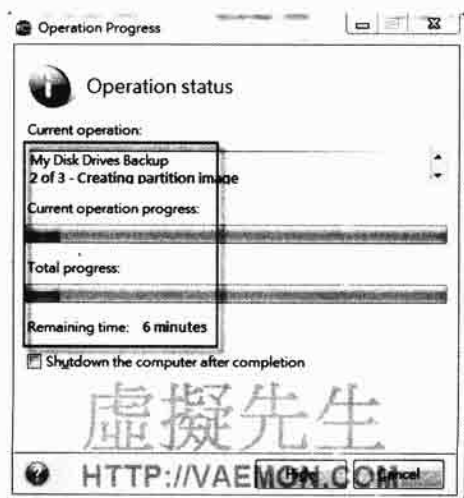 Operation Progress
Operation status
Current operation:
My Disk Drives Backup
2 of 3 - Creating partition image
Current operation progress:
Total progress:
Remaining time: 6 minutes
Shutdown the computer after completion
虛擬先生
HTTP://VAEMON.COM
Hide Cancel